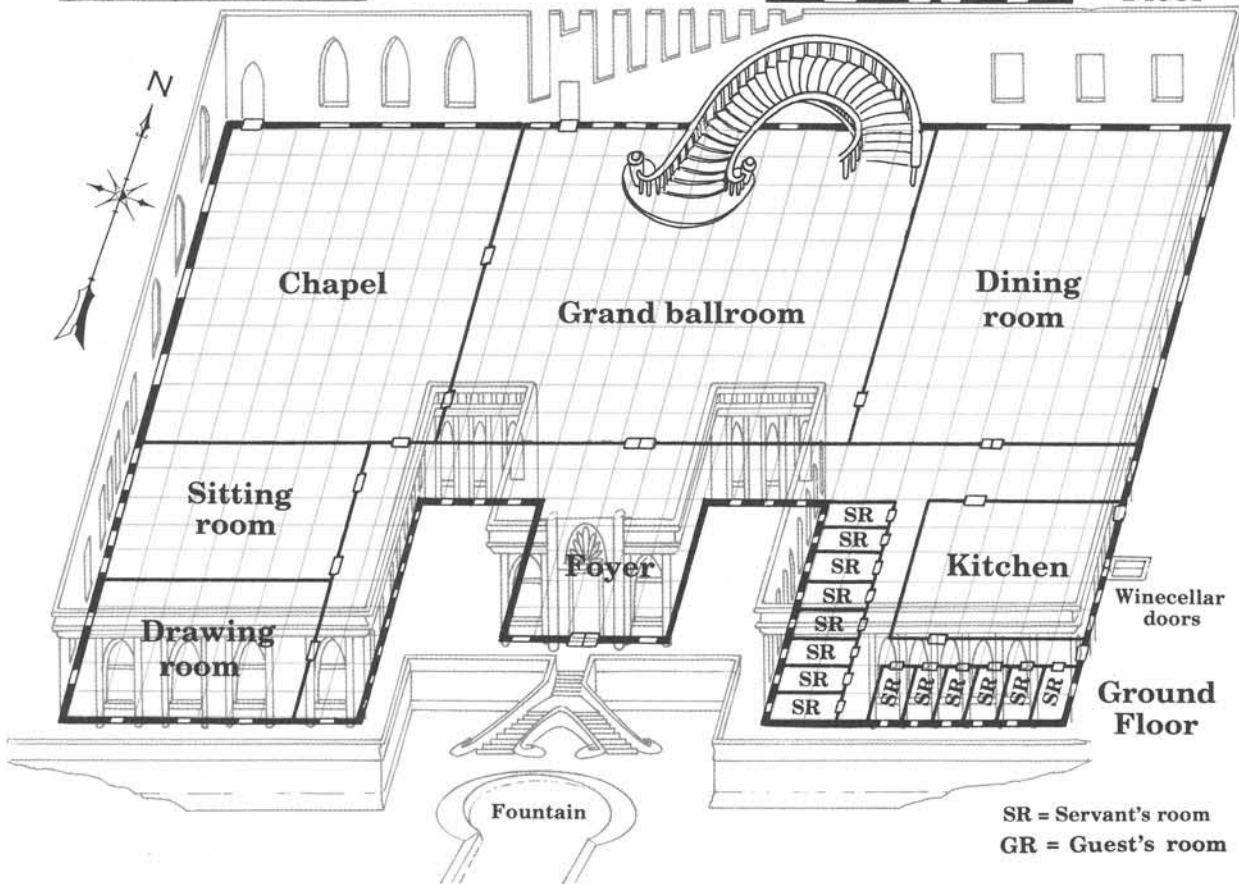 N
Chapel
Grand ballroom
Dining
room
Sitting
room
Drawing
room
Foyer
Kitchen
SR
SR
SR
SR
SR
SR
SR
SR
SR
SR
SR
SR
SR
SR
Winecellar
doors
Ground
Floor
Fountain
SR = Servant's room
GR = Guest's room